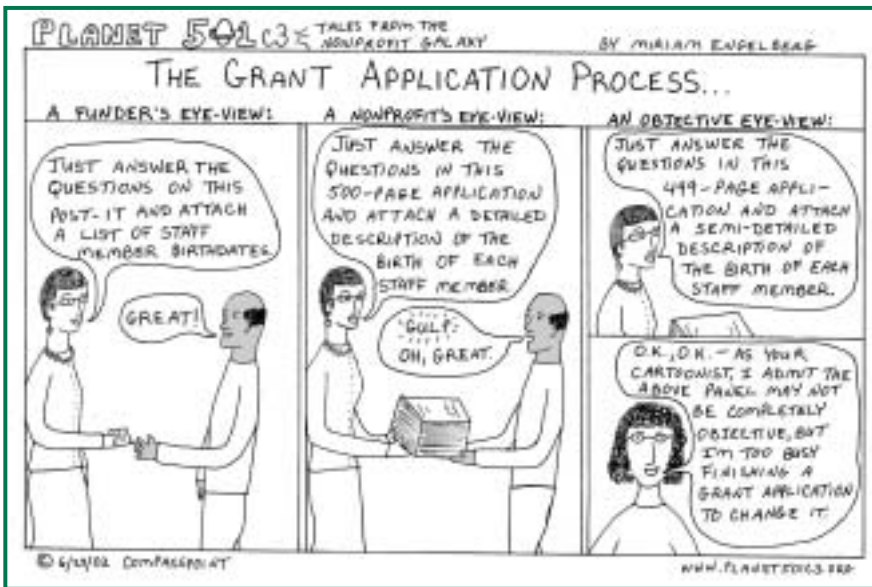 PLANET 501c3 TALES FROM THE
NONPROFIT GALAXY
BY MIRIAM ENGELBERG
THE GRANT APPLICATION PROCESS...
A FUNDER'S EYE-VIEW:
JUST ANSWER THE
QUESTIONS ON THIS
POST-IT AND ATTACH
A LIST OF STAFF
MEMBER BIRTHDATES.
GREAT!
A NONPROFIT'S EYE-VIEW:
JUST ANSWER THE
QUESTIONS IN THIS
500-PAGE APPLICATION
AND ATTACH A DETAILED
DESCRIPTION OF THE
BIRTH OF EACH
STAFF MEMBER
GULP:
OH, GREAT.
AN OBJECTIVE EYE-VIEW:
JUST ANSWER THE
QUESTIONS IN THIS
499-PAGE APPLI-
CATION AND ATTACH
A SEMI-DETAILED
DESCRIPTION OF
THE BIRTH OF EACH
STAFF MEMBER.
O.K., O.K. - AS YOUR
CARTOONIST, I ADMIT THE
ABOVE PANEL MAY NOT
BE COMPLETELY
OBJECTIVE, BUT
I'M TOO BUSY
FINISHING A
GRANT APPLICATION
TO CHANGE IT.
© COMPASSPOINT
WWW.PLANET501C3.ORG